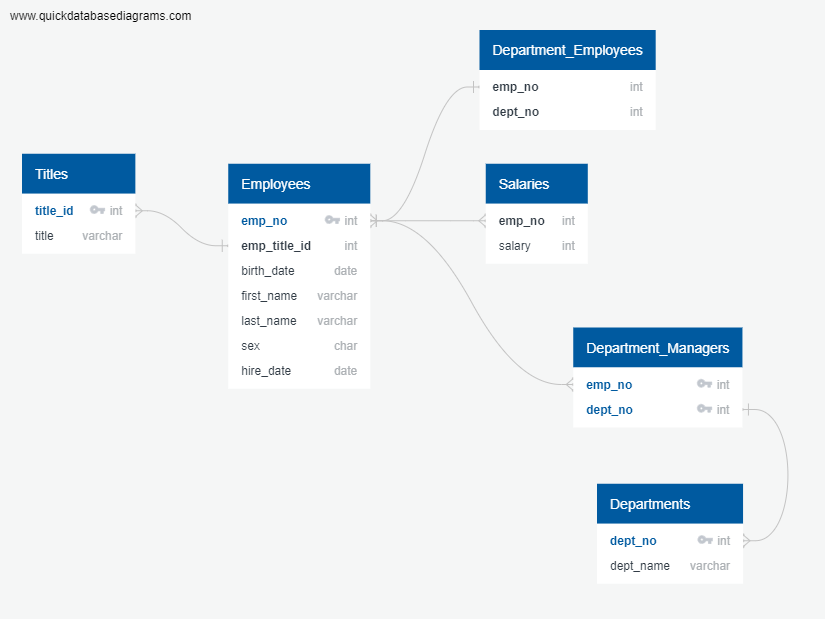 www.quickdatabasediagrams.com
Department_Employees
emp_no int
dept_no int
Titles
title_id int
title varchar
Employees
emp_no int
emp_title_id int
birth_date date
first_name varchar
last_name varchar
sex char
hire_date date
Salaries
emp_no int
salary int
Department_Managers
emp_no int
dept_no int
Departments
dept_no int
dept_name varchar